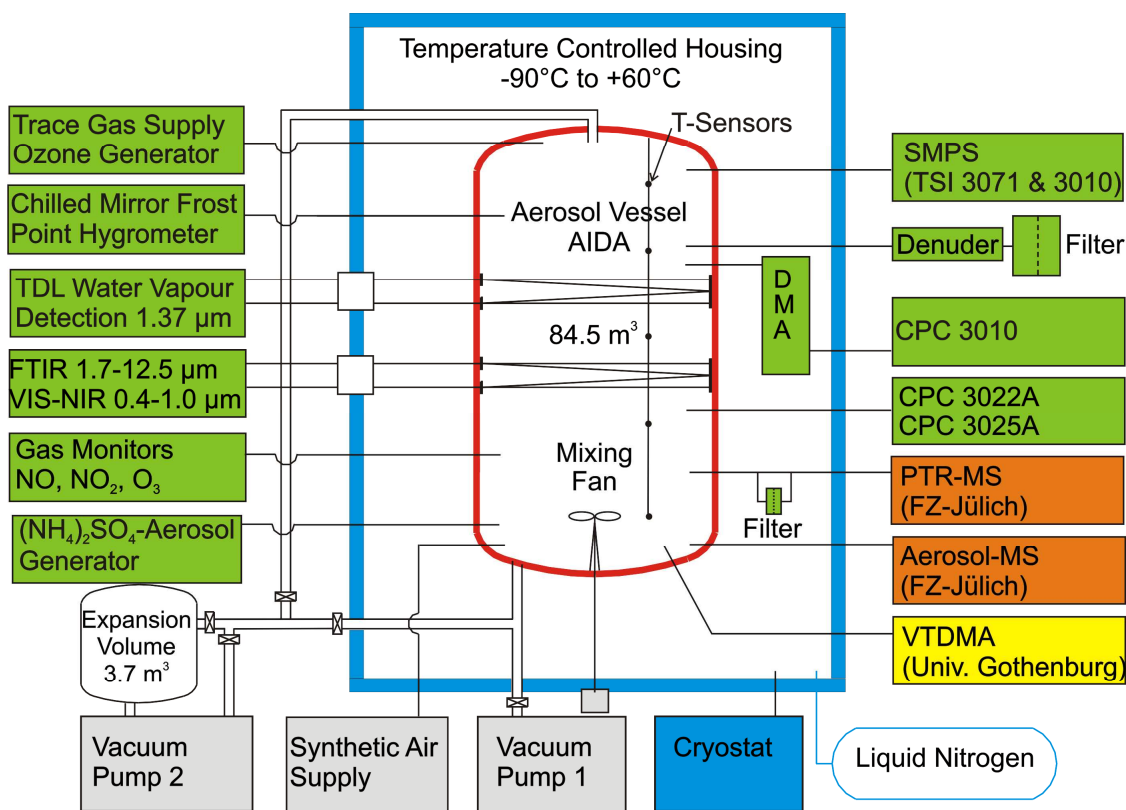 Temperature Controlled Housing
-90°C to +60°C
Trace Gas Supply
Ozone Generator
Chilled Mirror Frost
Point Hygrometer
TDL Water Vapour
Detection 1.37 µm
FTIR 1.7-12.5 µm
VIS-NIR 0.4-1.0 µm
Gas Monitors
NO, NO₂, O₃
(NH₄)₂SO₄-Aerosol
Generator
Expansion
Volume
3.7 m³
T-Sensors
Aerosol Vessel
AIDA
84.5 m³
Mixing
Fan
SMPS
(TSI 3071 & 3010)
Denuder
Filter
D
M
A
CPC 3010
CPC 3022A
CPC 3025A
PTR-MS
(FZ-Jülich)
Filter
Aerosol-MS
(FZ-Jülich)
VTDMA
(Univ. Gothenburg)
Vacuum
Pump 2
Synthetic Air
Supply
Vacuum
Pump 1
Cryostat
Liquid Nitrogen